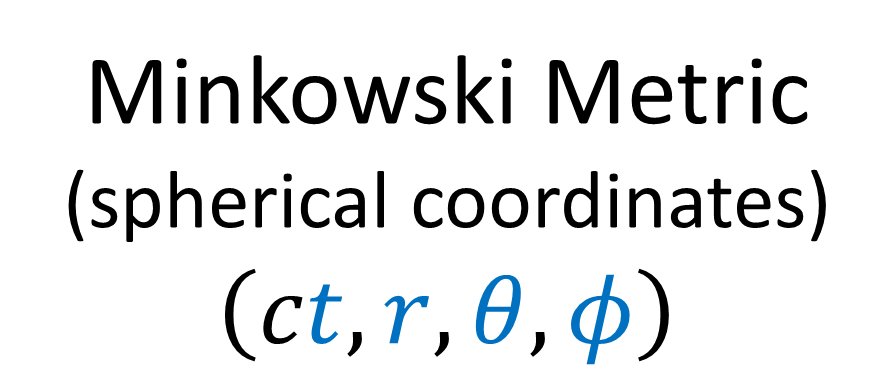 Minkowski Metric
(spherical coordinates)
(ct, r, θ, ϕ)